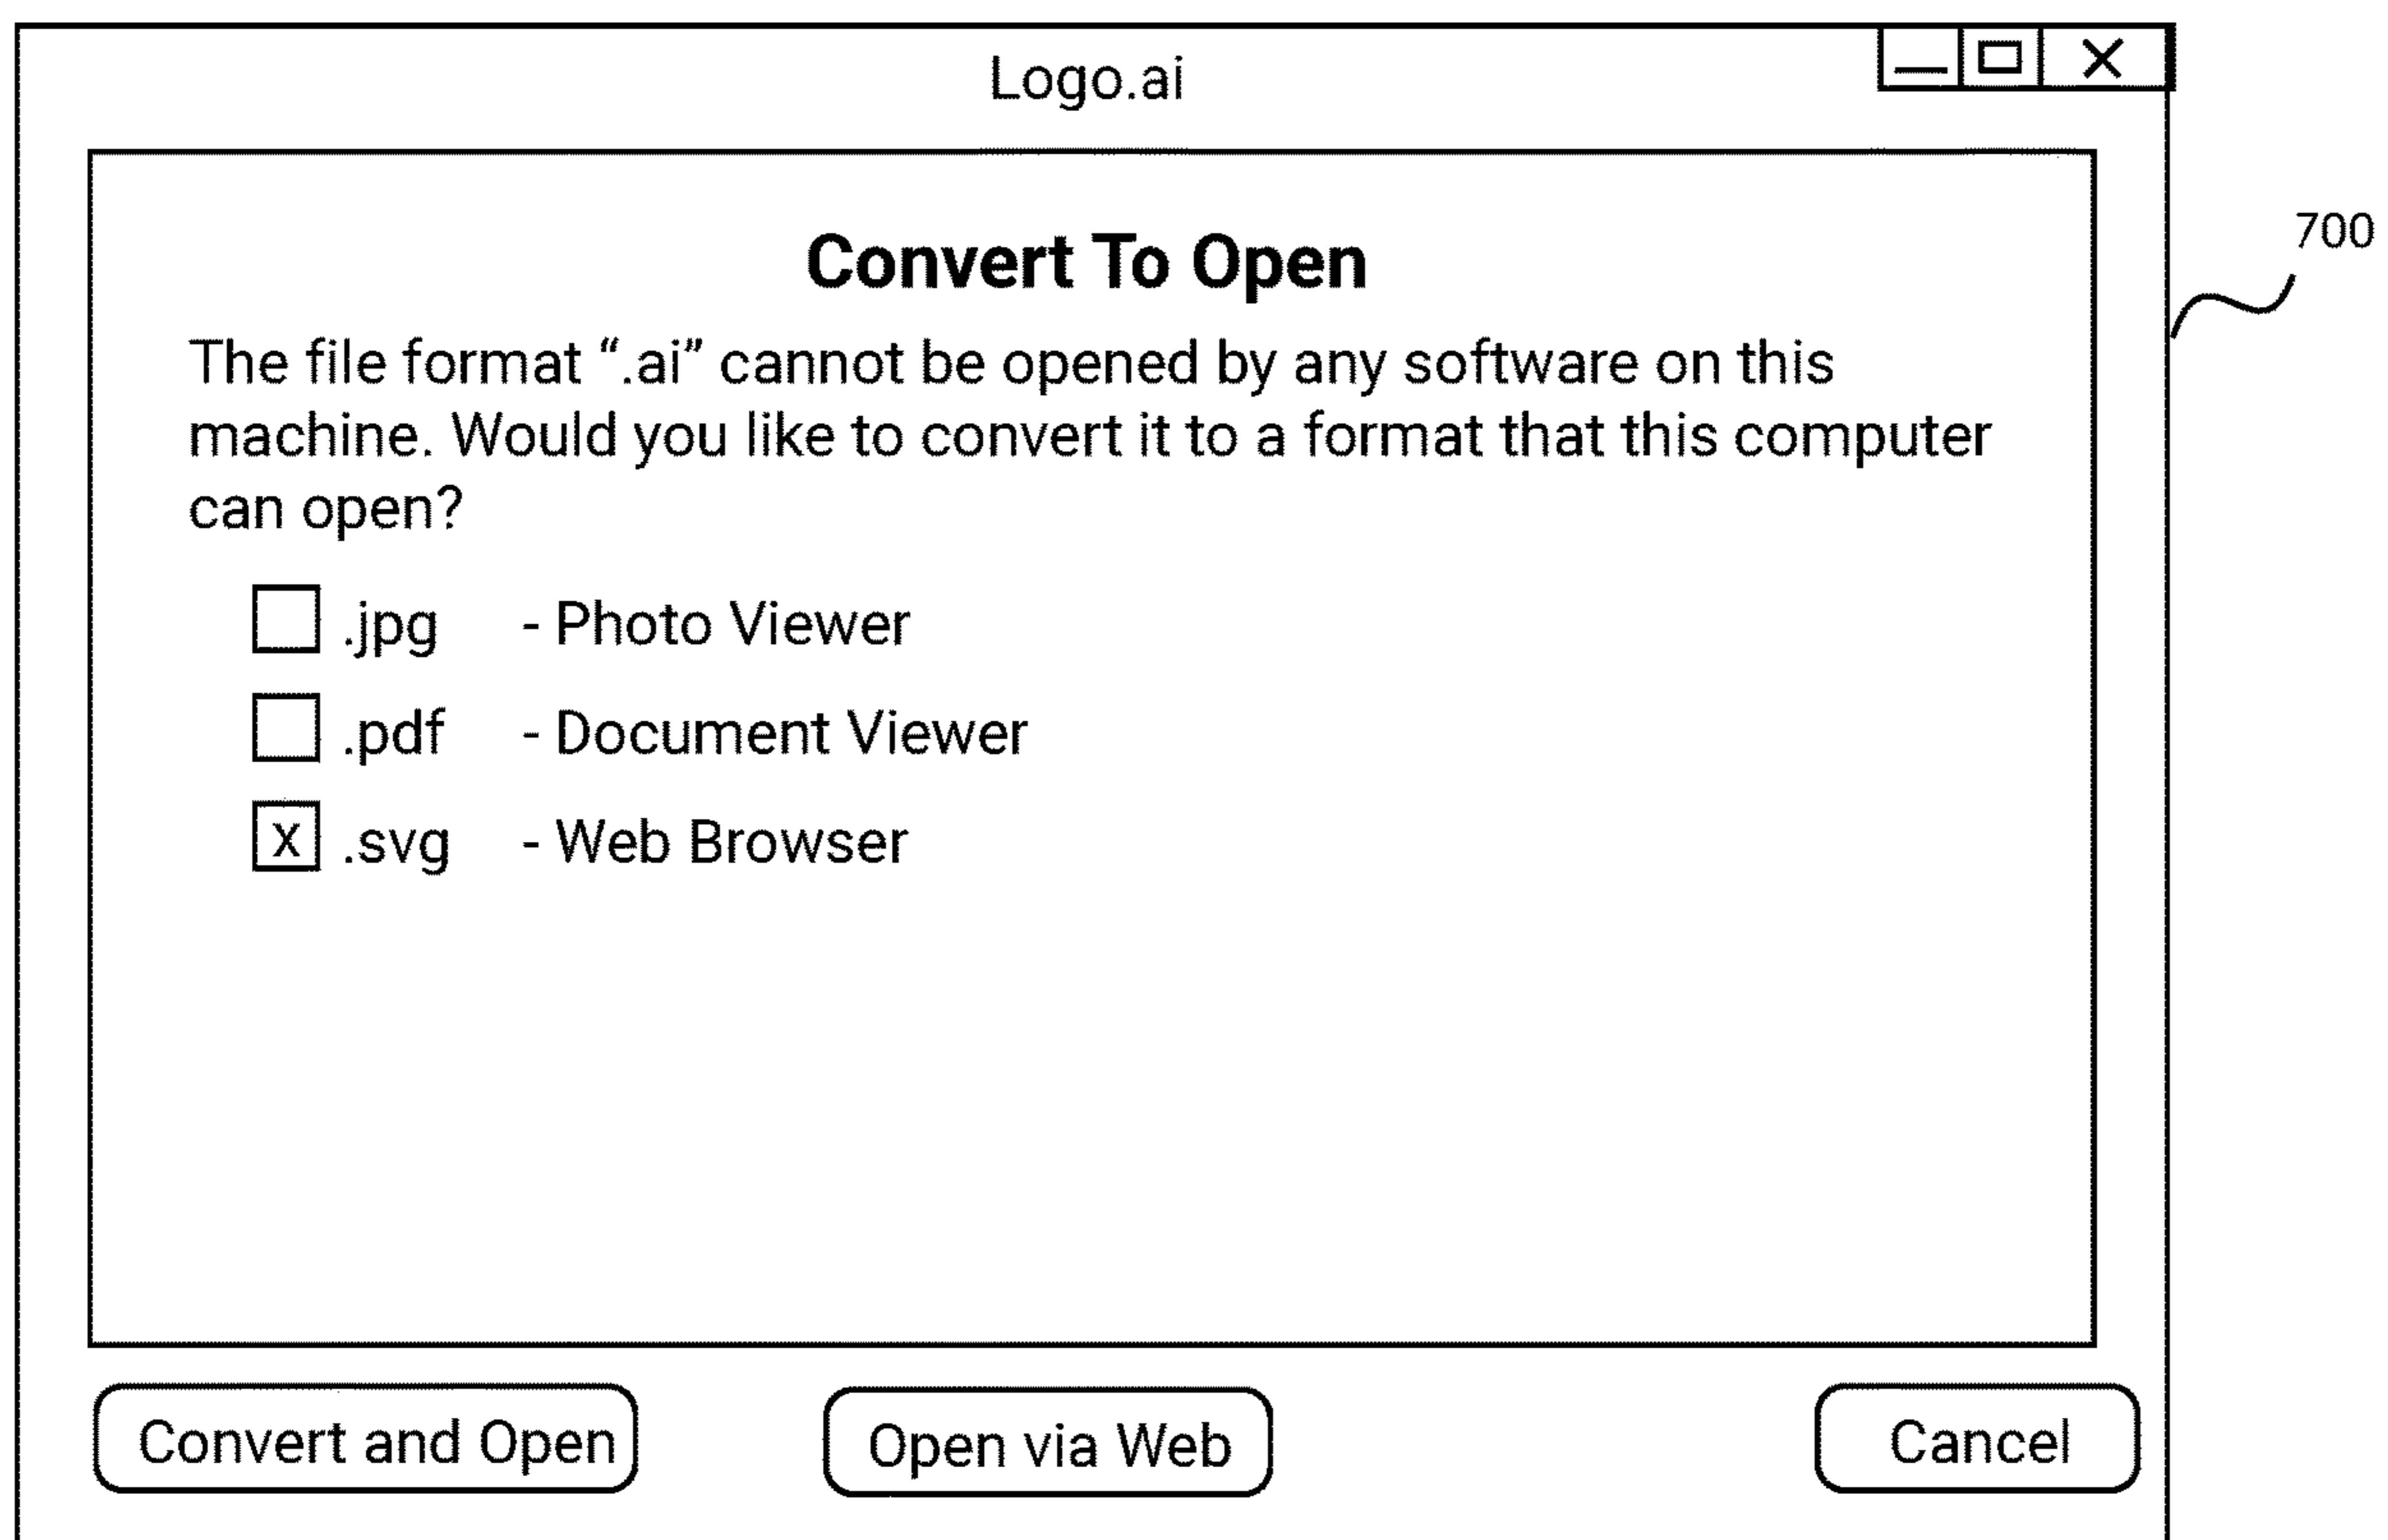 Logo.ai
700
Convert To Open
The file format “.ai” cannot be opened by any software on this
machine. Would you like to convert it to a format that this computer
can open?
.jpg - Photo Viewer
.pdf - Document Viewer
X .svg - Web Browser
Convert and Open Open via Web Cancel